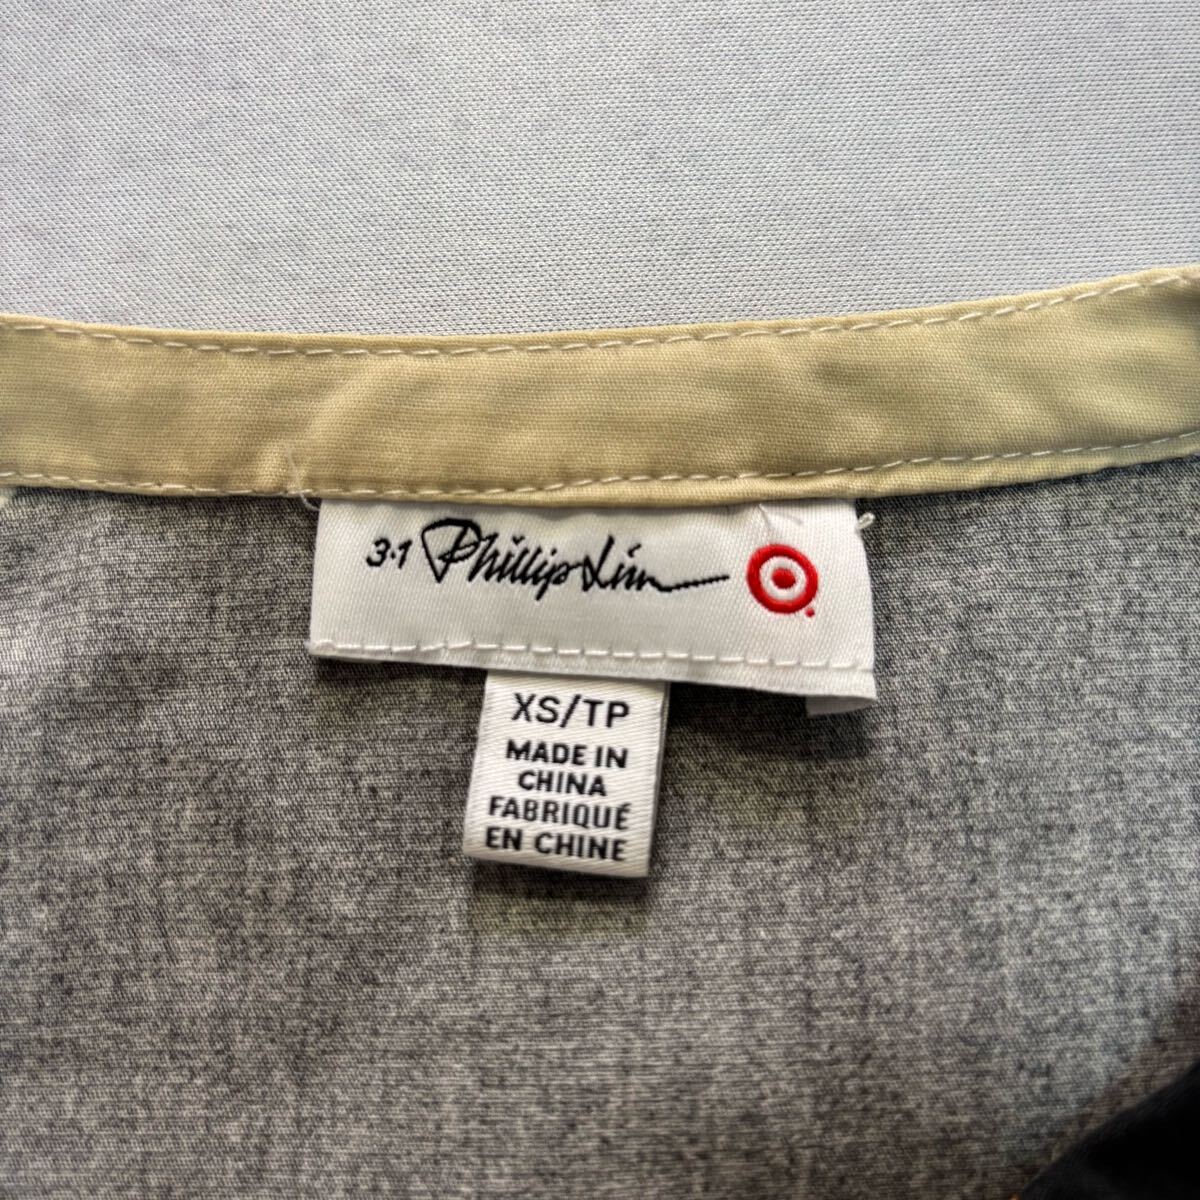 3.1 Phillip Lim
XS/TP
MADE IN
CHINA
FABRIQUÉ
EN CHINE